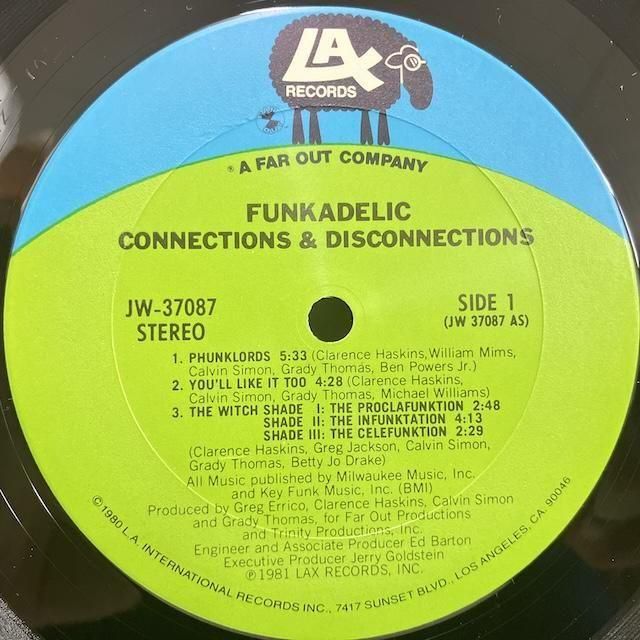 LAX
RECORDS
® A FAR OUT COMPANY
FUNKADELIC
CONNECTIONS & DISCONNECTIONS
JW-37087
STEREO
SIDE 1
(JW 37087 AS)
1. PHUNKLORDS 5:33 (Clarence Haskins,William Mims,
Calvin Simon, Grady Thomas, Ben Powers Jr.)
2. YOU'LL LIKE IT TOO 4:28 (Clarence Haskins,
Calvin Simon, Grady Thomas, Michael Williams)
3. THE WITCH SHADE I: THE PROCLAFUNKTION 2:48
SHADE II: THE INFUNKTATION 4:13
SHADE III: THE CELEFUNKTION 2:29
(Clarence Haskins, Greg Jackson, Calvin Simon,
Grady Thomas, Betty Jo Drake)
All Music published by Milwaukee Music, Inc.
and Key Funk Music, Inc. (BMI)
Produced by Greg Errico, Clarence Haskins, Calvin Simon
and Grady Thomas, for Far Out Productions
and Trinity Productions, Inc.
Engineer and Associate Producer Ed Barton
Executive Producer Jerry Goldstein
℗1981 LAX RECORDS, INC.
©1980 L.A. INTERNATIONAL RECORDS INC., 7417 SUNSET BLVD., LOS ANGELES, CA. 90046